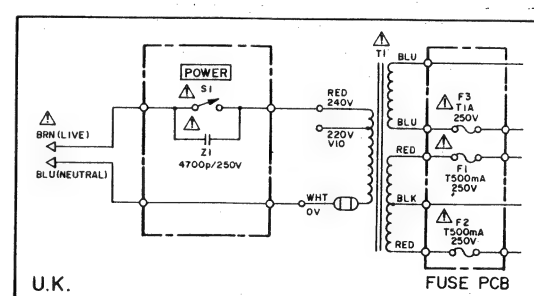 POWER
S1
Z1
4700p/250V
BRN(LIVE)
BLU(NEUTRAL)
RED
240V
220V
VIO
WHT
0V
T1
BLU
BLU
RED
BLK
RED
F3
T1A
250V
F1
T500mA
250V
F2
T500mA
250V
U.K.
FUSE PCB